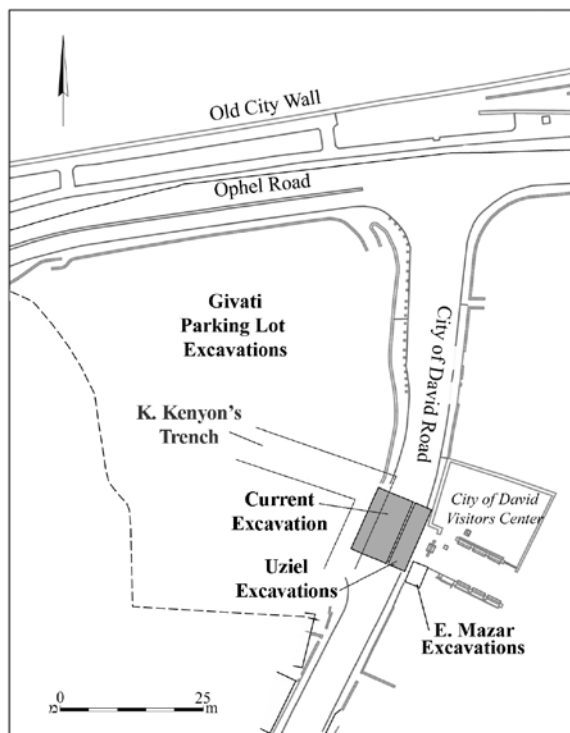 Old City Wall
Ophel Road
Givati
Parking Lot
Excavations
City of David Road
K. Kenyon's
Trench
Current
Excavation
City of David
Visitors Center
Uziel
Excavations
E. Mazar
Excavations
0 25
מ m